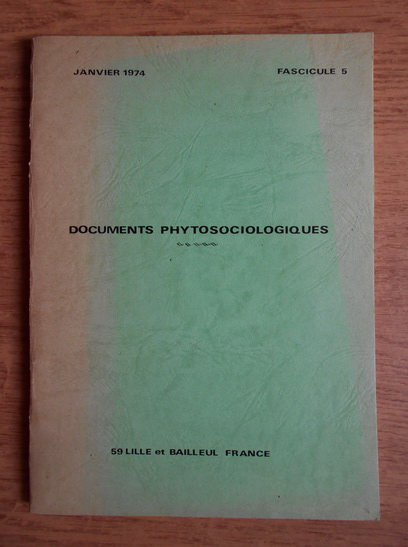 JANVIER 1974 FASCICULE 5
DOCUMENTS PHYTOSOCIOLOGIQUES
59 LILLE et BAILLEUL FRANCE